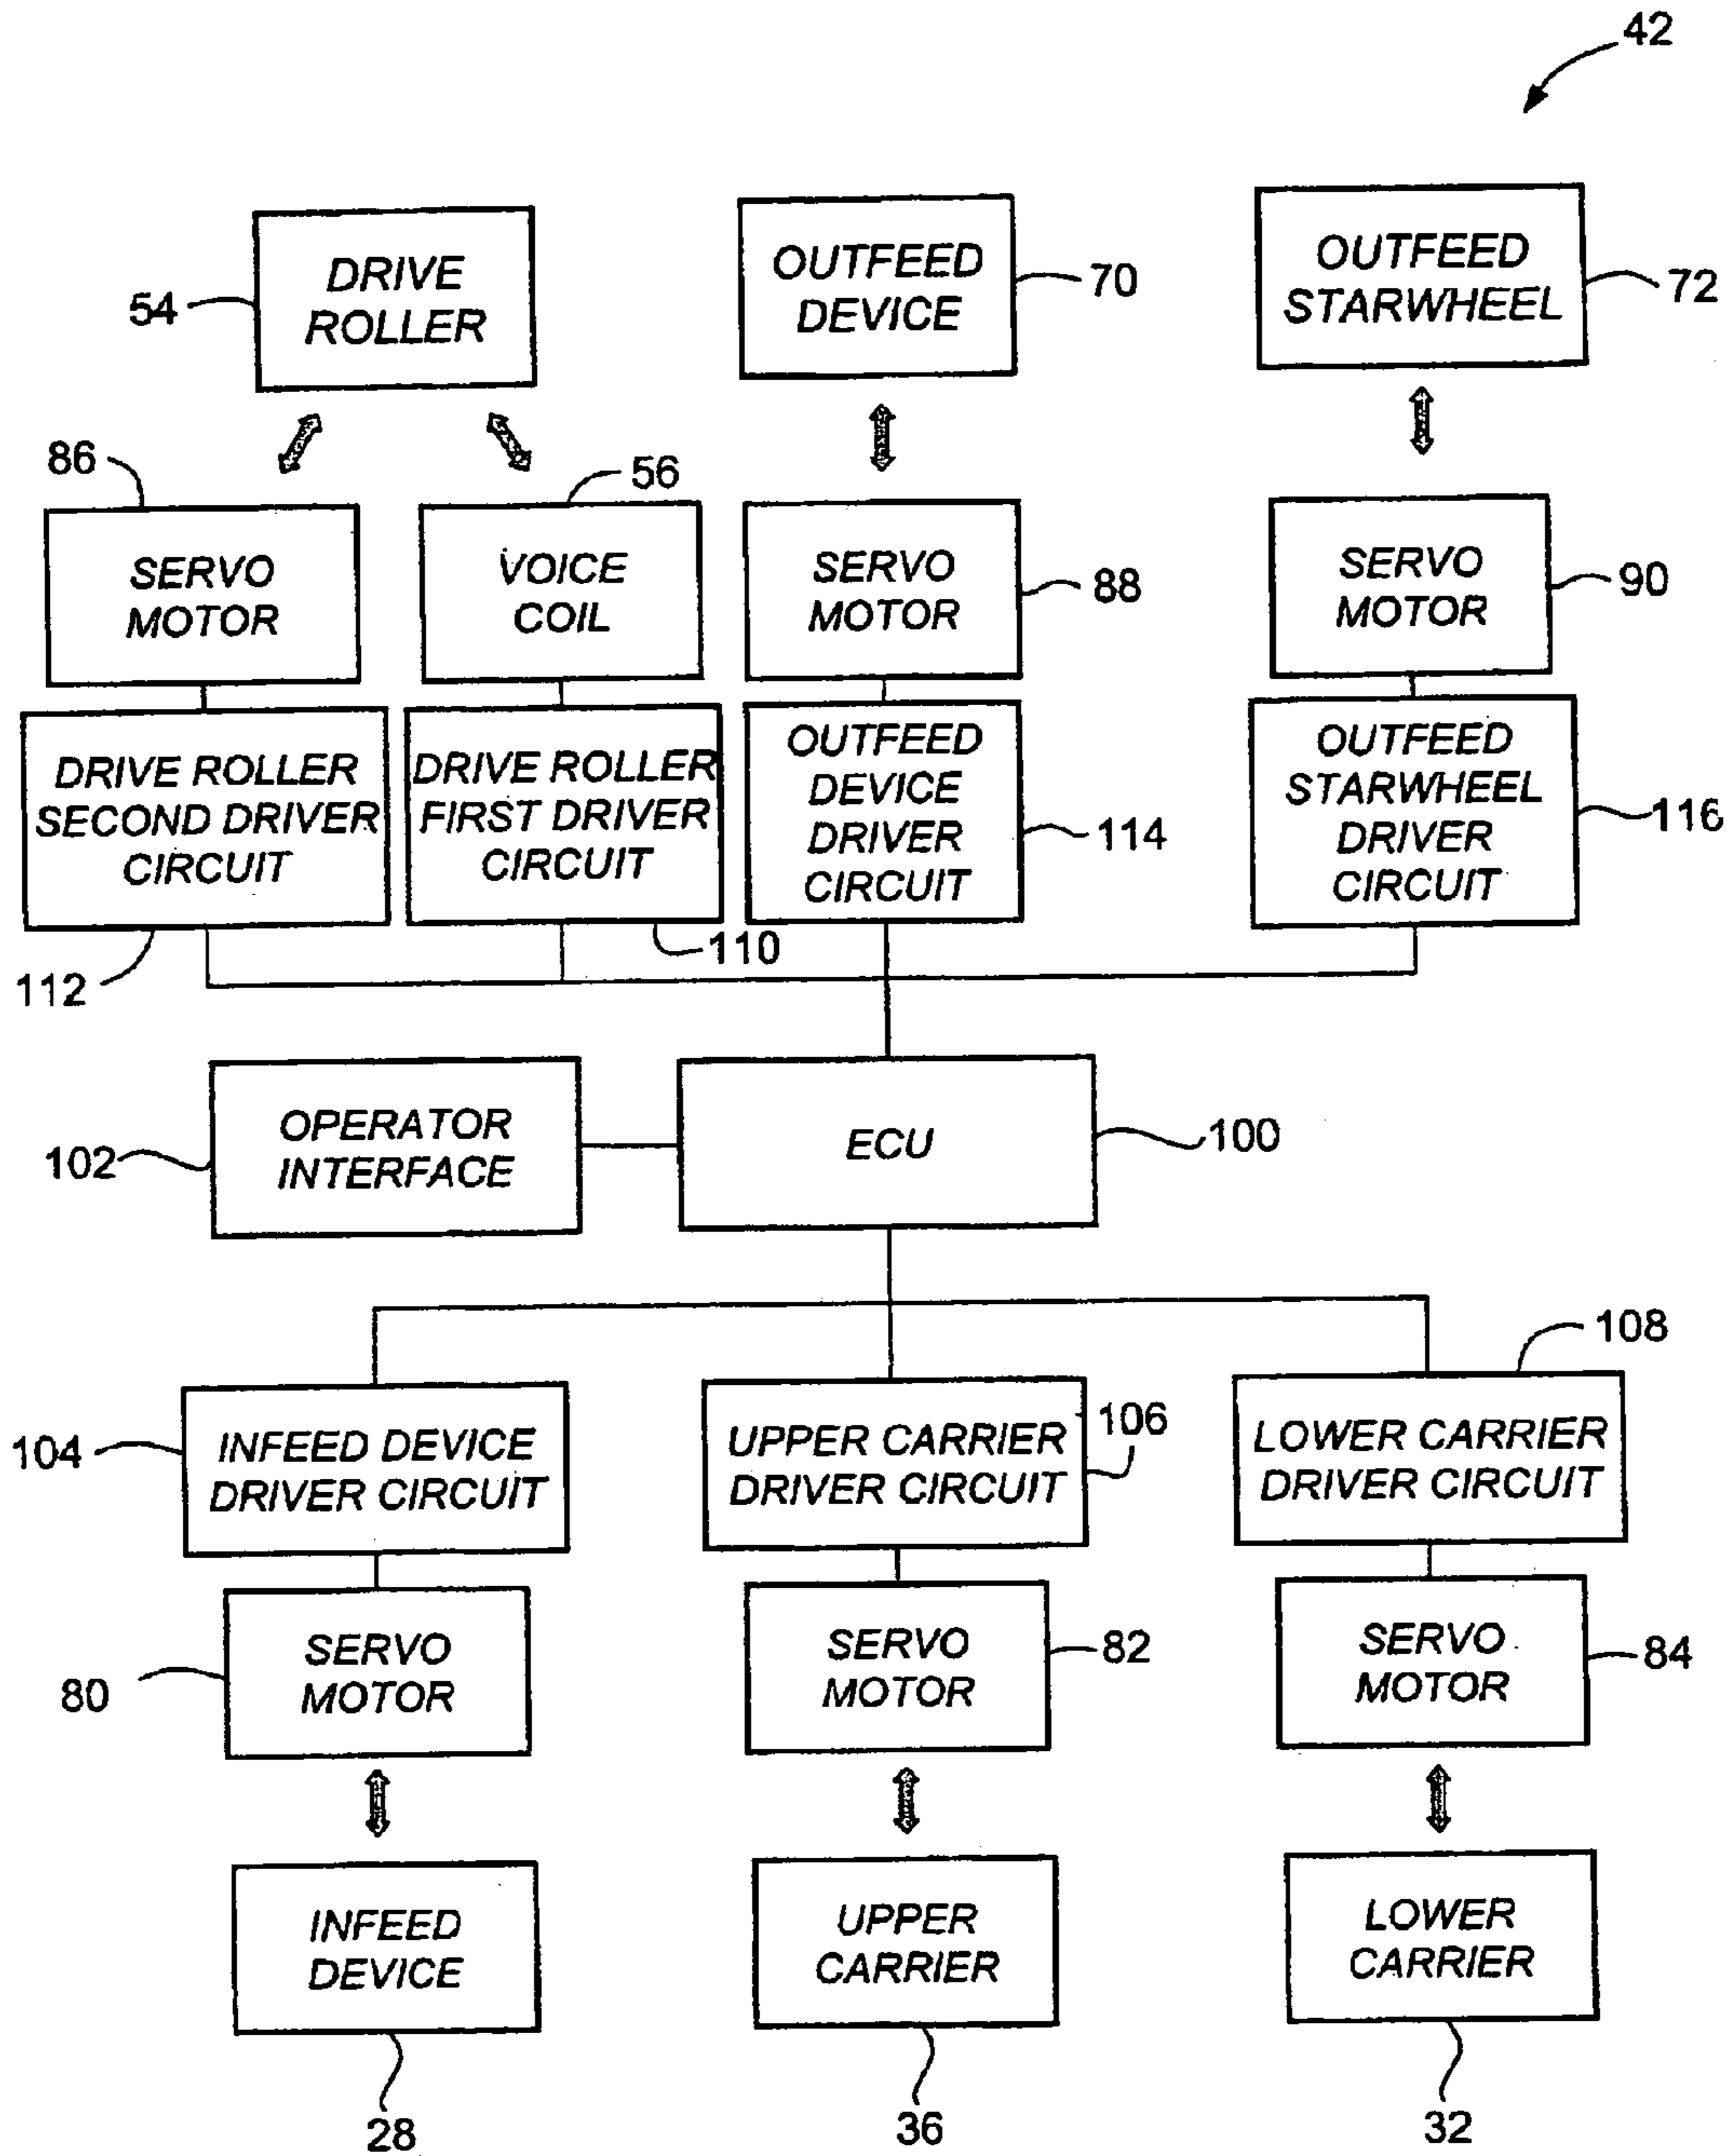 42
DRIVE
ROLLER
54
OUTFEED
DEVICE
70
OUTFEED
STARWHEEL
72
86
SERVO
MOTOR
56
VOICE
COIL
SERVO
MOTOR
88
SERVO
MOTOR
90
DRIVE ROLLER
SECOND DRIVER
CIRCUIT
112
DRIVE ROLLER
FIRST DRIVER
CIRCUIT
110
OUTFEED
DEVICE
DRIVER
CIRCUIT
114
OUTFEED
STARWHEEL
DRIVER
CIRCUIT
116
OPERATOR
INTERFACE
102
ECU
100
INFEED DEVICE
DRIVER CIRCUIT
104
UPPER CARRIER
DRIVER CIRCUIT
106
LOWER CARRIER
DRIVER CIRCUIT
108
SERVO
MOTOR
80
SERVO
MOTOR
82
SERVO
MOTOR
84
INFEED
DEVICE
28
UPPER
CARRIER
36
LOWER
CARRIER
32